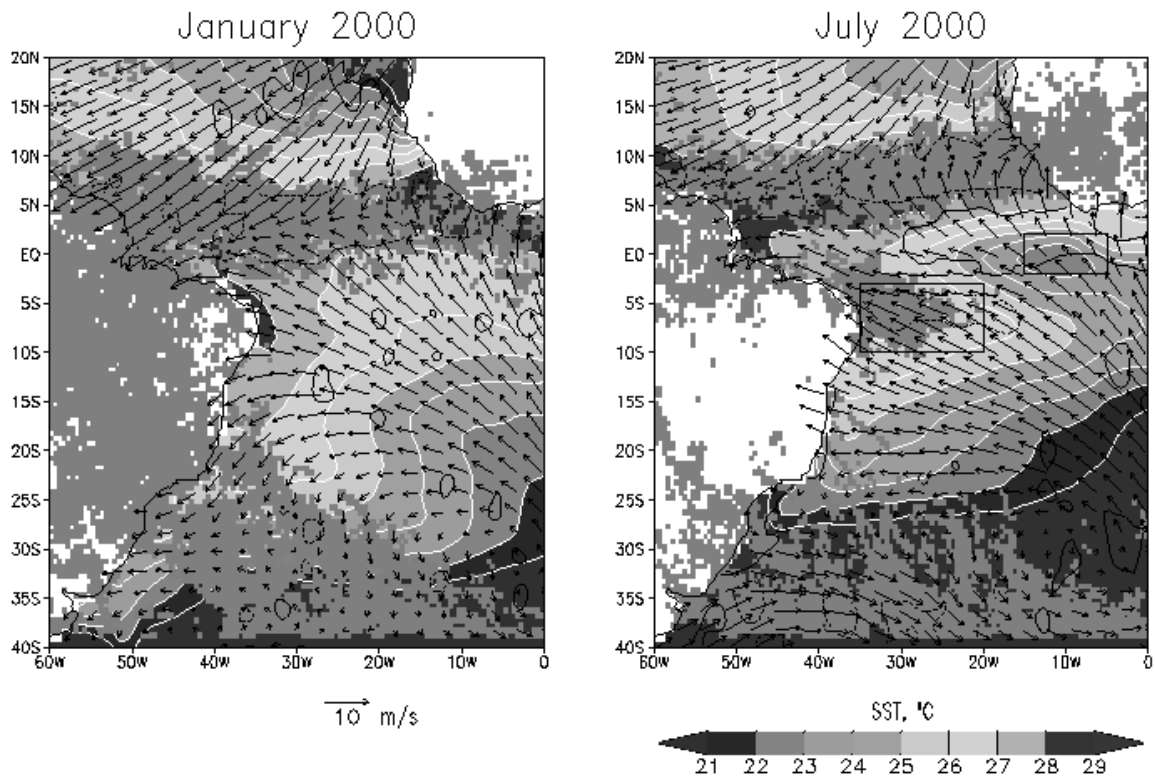 January 2000
July 2000
20N
15N
10N
5N
EQ
5S
10S
15S
20S
25S
30S
35S
40S
60W 50W 40W 30W 20W 10W 0
20N
15N
10N
5N
EQ
5S
10S
15S
20S
25S
30S
35S
40S
60W 50W 40W 30W 20W 10W 0
10 m/s
SST, °C
21 22 23 24 25 26 27 28 29